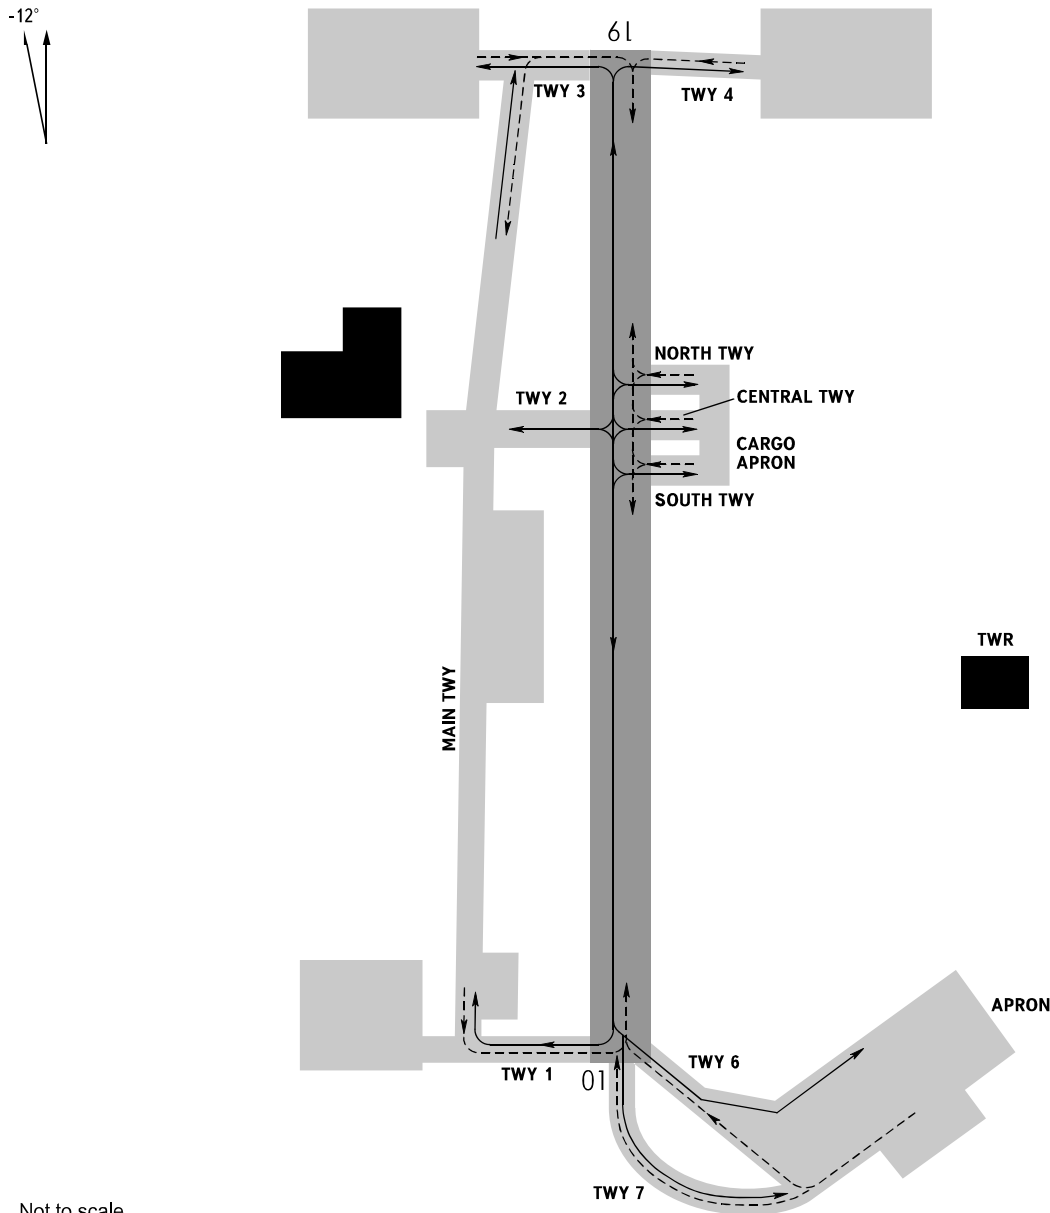 -12°
19
TWY 3
TWY 4
NORTH TWY
TWY 2
CENTRAL TWY
CARGO
APRON
SOUTH TWY
TWR
MAIN TWY
APRON
TWY 6
TWY 1
01
TWY 7
Not to scale